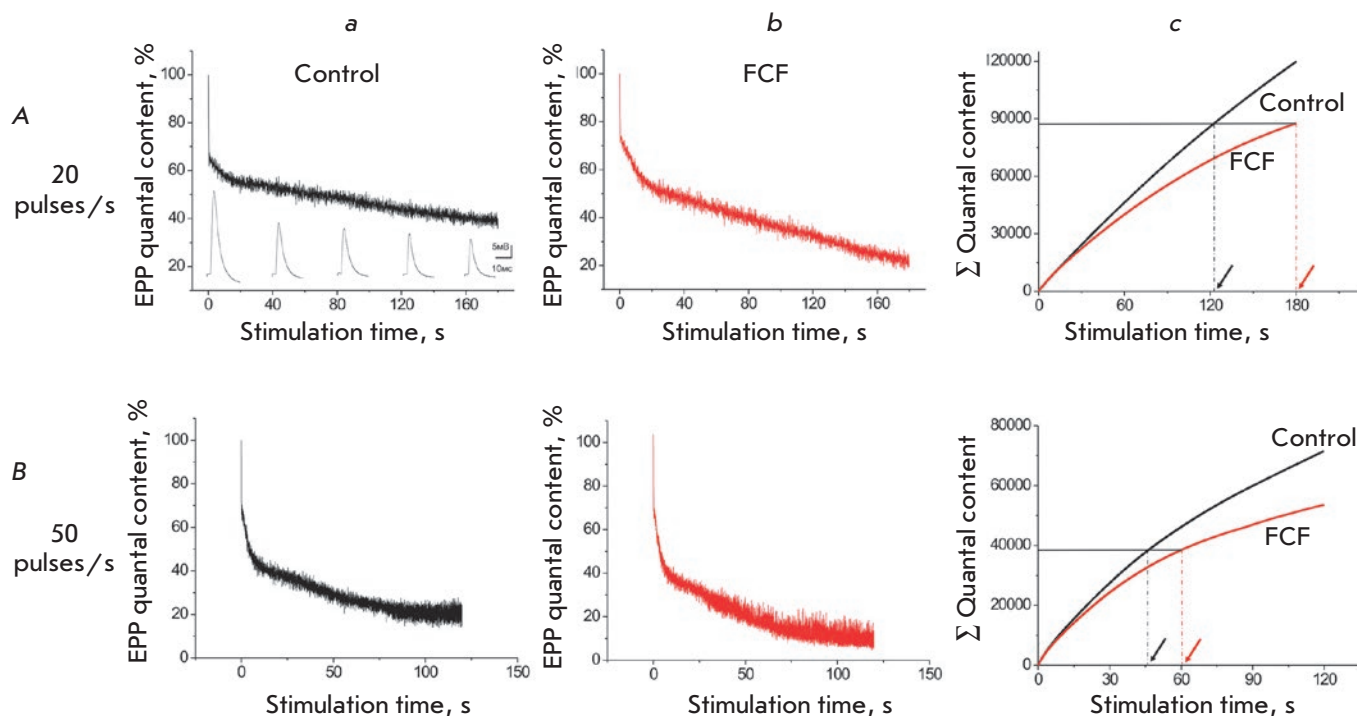 a
b
c
A
20
pulses/s
EPP quantal content, %
100
80
60
40
20
Control
5мВ
10мс
0 40 80 120 160
Stimulation time, s
EPP quantal content, %
100
80
60
40
20
FCF
0 40 80 120 160
Stimulation time, s
Σ Quantal content
120000
90000
60000
30000
0
Control
FCF
0 60 120 180
Stimulation time, s
B
50
pulses/s
EPP quantal content, %
100
80
60
40
20
0
0 50 100 150
Stimulation time, s
EPP quantal content, %
100
80
60
40
20
0
0 50 100 150
Stimulation time, s
Σ Quantal content
80000
60000
40000
20000
0
Control
FCF
0 30 60 90 120
Stimulation time, s